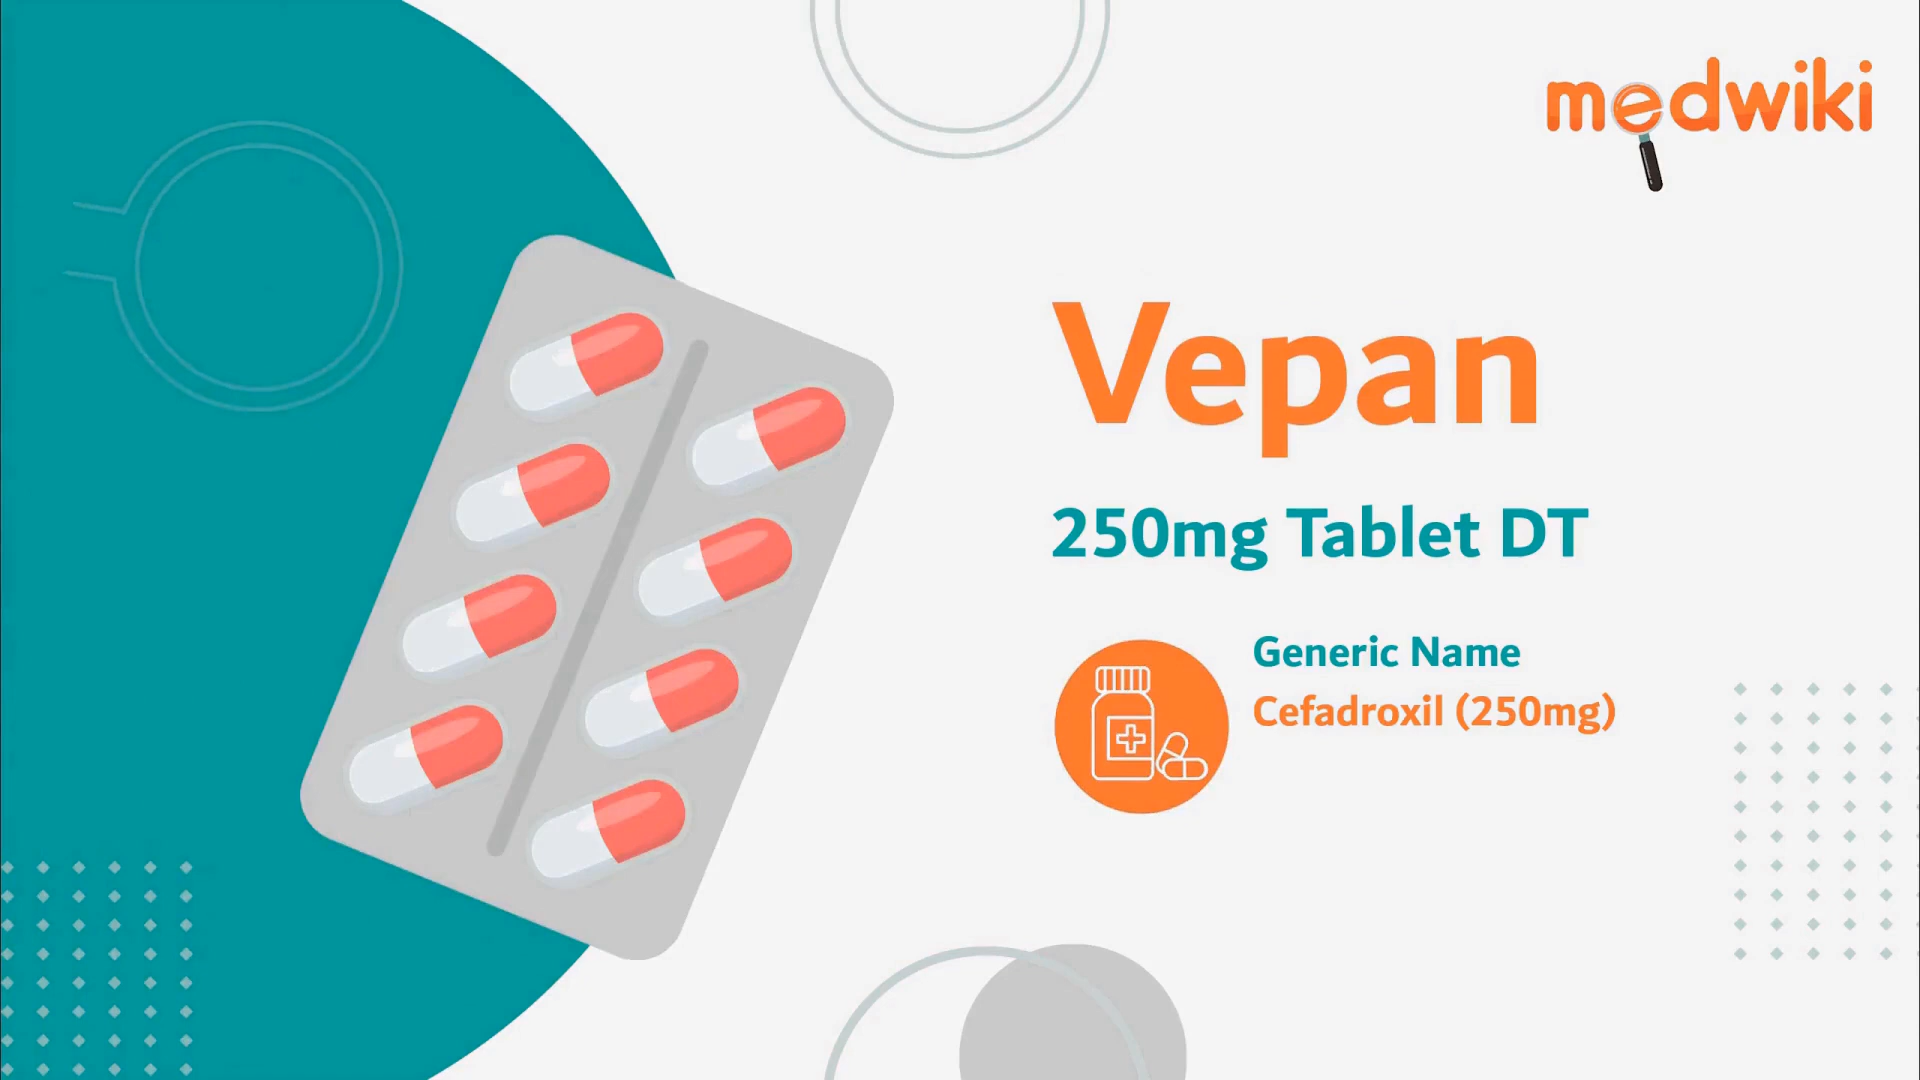 medwiki
Vepan
250mg Tablet DT
Generic Name
Cefadroxil (250mg)